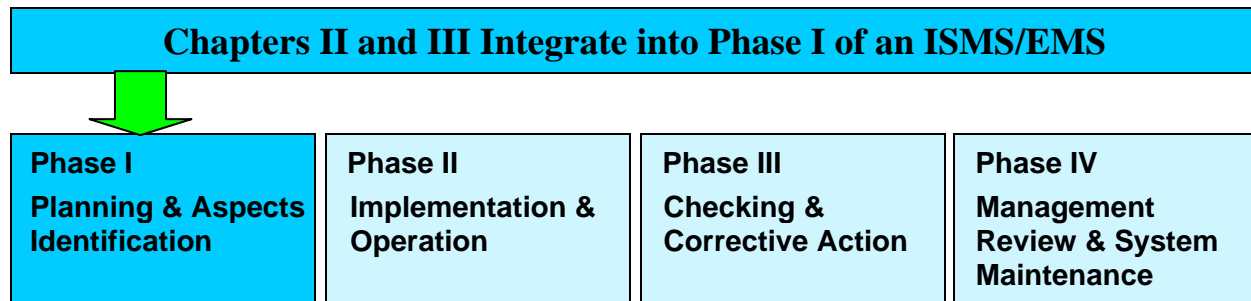 Chapters II and III Integrate into Phase I of an ISMS/EMS
Phase I
Planning & Aspects
Identification
Phase II
Implementation &
Operation
Phase III
Checking &
Corrective Action
Phase IV
Management
Review & System
Maintenance